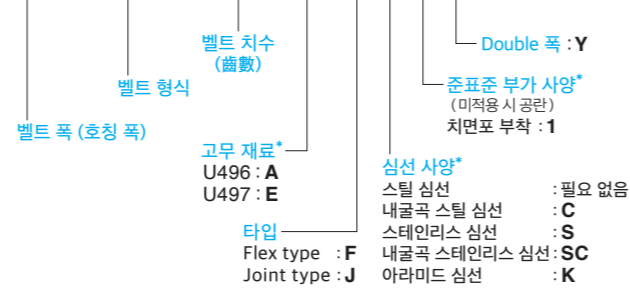 벨트 치수
(齒數)
Double 폭 : Y
벨트 형식
준표준 부가 사양*
(미적용 시 공란)
치면포 부착 : 1
벨트 폭 (호칭 폭)
고무 재료*
U496 : A
U497 : E
심선 사양*
스틸 심선 : 필요 없음
내굴곡 스틸 심선 : C
스테인리스 심선 : S
내굴곡 스테인리스 심선 : SC
아라미드 심선 : K
타입
Flex type : F
Joint type : J